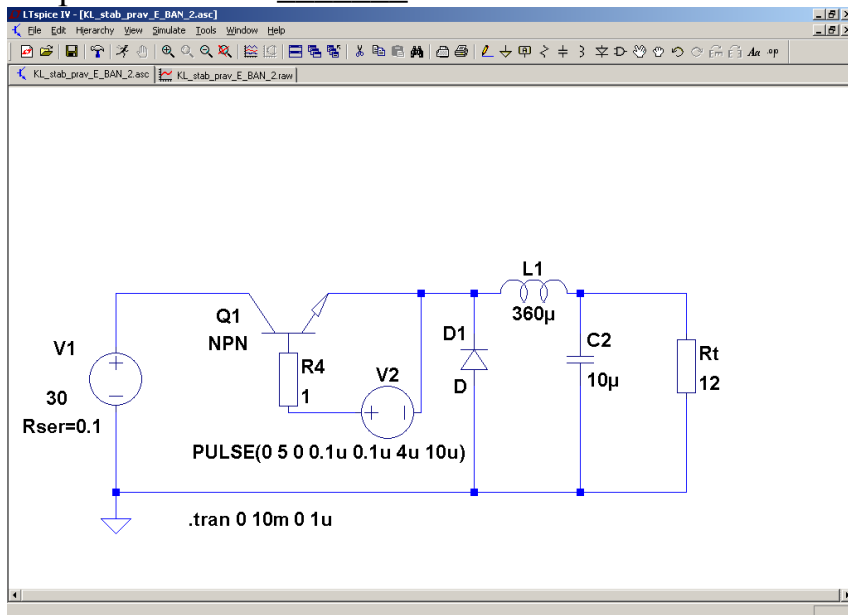 LTspice IV - [KL_stab_prav_E_BAN_2.asc]
File Edit Hierarchy View Simulate Tools Window Help
KL_stab_prav_E_BAN_2.asc KL_stab_prav_E_BAN_2.raw
L1
360µ
Q1
NPN
D1
D
C2
10µ
Rt
12
V1
30
Rser=0.1
R4
1
V2
PULSE(0 5 0 0.1u 0.1u 4u 10u)
.tran 0 10m 0 1u